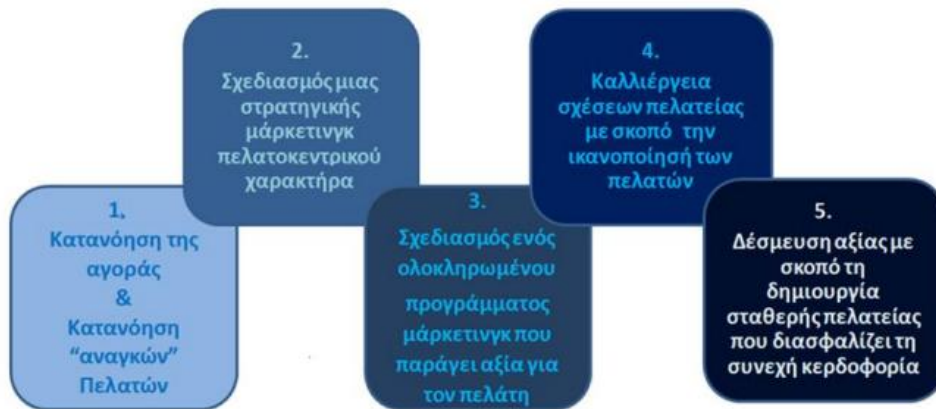 1.
Κατανόηση της
αγοράς
&
Κατανόηση
“αναγκών”
Πελατών
2.
Σχεδιασμός μιας
στρατηγικής
μάρκετινγκ
πελατοκεντρικού
χαρακτήρα
3.
Σχεδιασμός ενός
ολοκληρωμένου
προγράμματος
μάρκετινγκ που
παράγει αξία για
τον πελάτη
4.
Καλλιέργεια
σχέσεων πελατείας
με σκοπό την
ικανοποίησή των
πελατών
5.
Δέσμευση αξίας με
σκοπό τη
δημιουργία
σταθερής πελατείας
που διασφαλίζει τη
συνεχή κερδοφορία